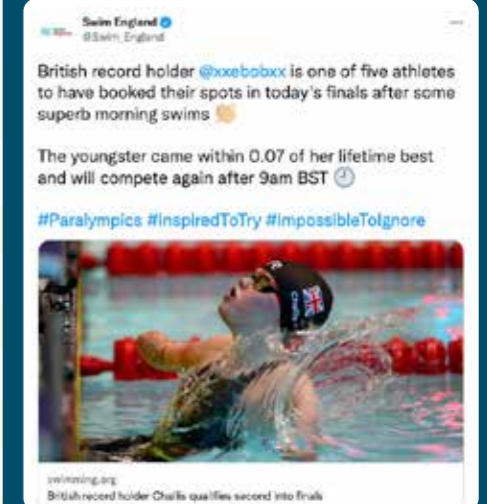 Swim England
@Swim_England
British record holder @xxebobxx is one of five athletes
to have booked their spots in today's finals after some
superb morning swims 👏🏻
The youngster came within 0.07 of her lifetime best
and will compete again after 9am BST 🕘
#Paralympics #InspiredToTry #ImpossibleToIgnore
Challis
swimming.org
British record holder Challis qualifies second into finals